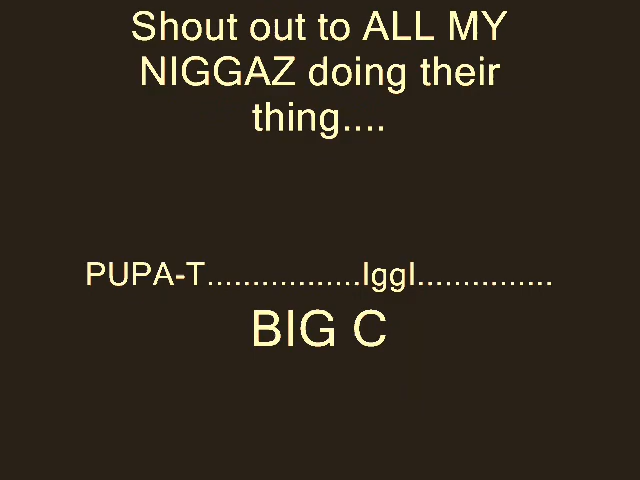 Shout out to ALL MY
NIGGAZ doing their
thing....
PUPA-T.................IggI...............
BIG C